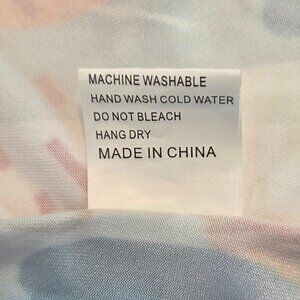 MACHINE WASHABLE
HAND WASH COLD WATER
DO NOT BLEACH
HANG DRY
MADE IN CHINA